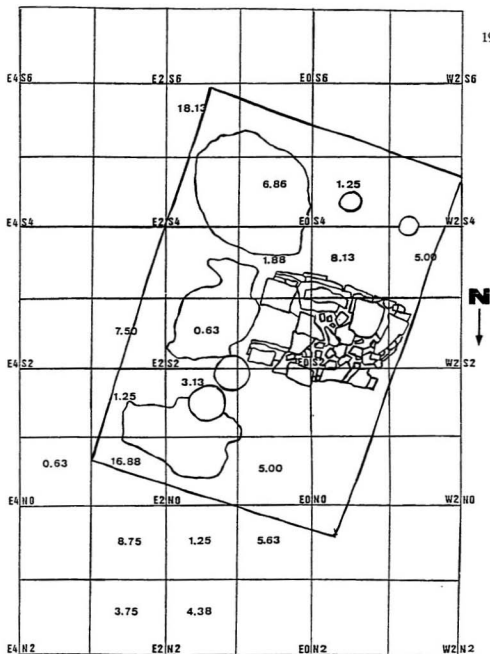 19
E4 S6 E2 S6 E0 S6 W2 S6
18.13
6.86 1.25
E4 S4 E2 S4 E0 S4 W2 S4
1.88 8.13 5.00
N
7.50 0.63
E4 S2 E2 S2 E0 S2 W2 S2
3.13
1.25
0.63 16.88 5.00
E4 N0 E2 N0 E0 N0 W2 N0
8.75 1.25 5.63
3.75 4.38
E4 N2 E2 N2 E0 N2 W2 N2